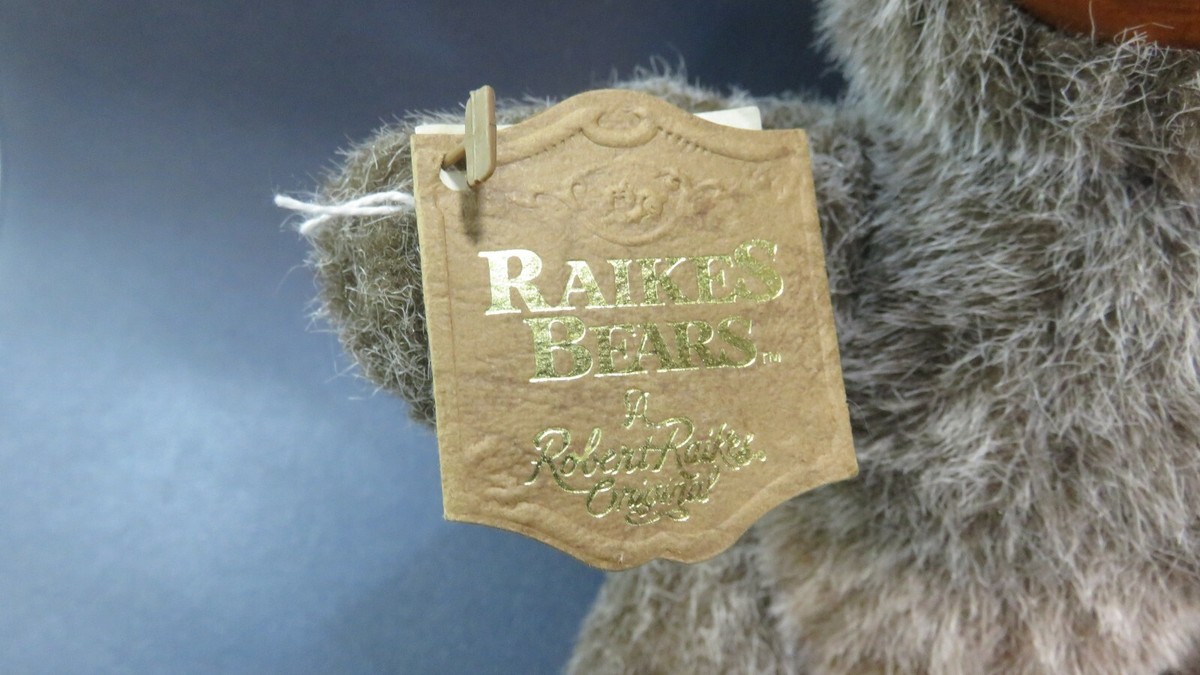 RAIKES
BEARS™
A
Robert Raikes
Original